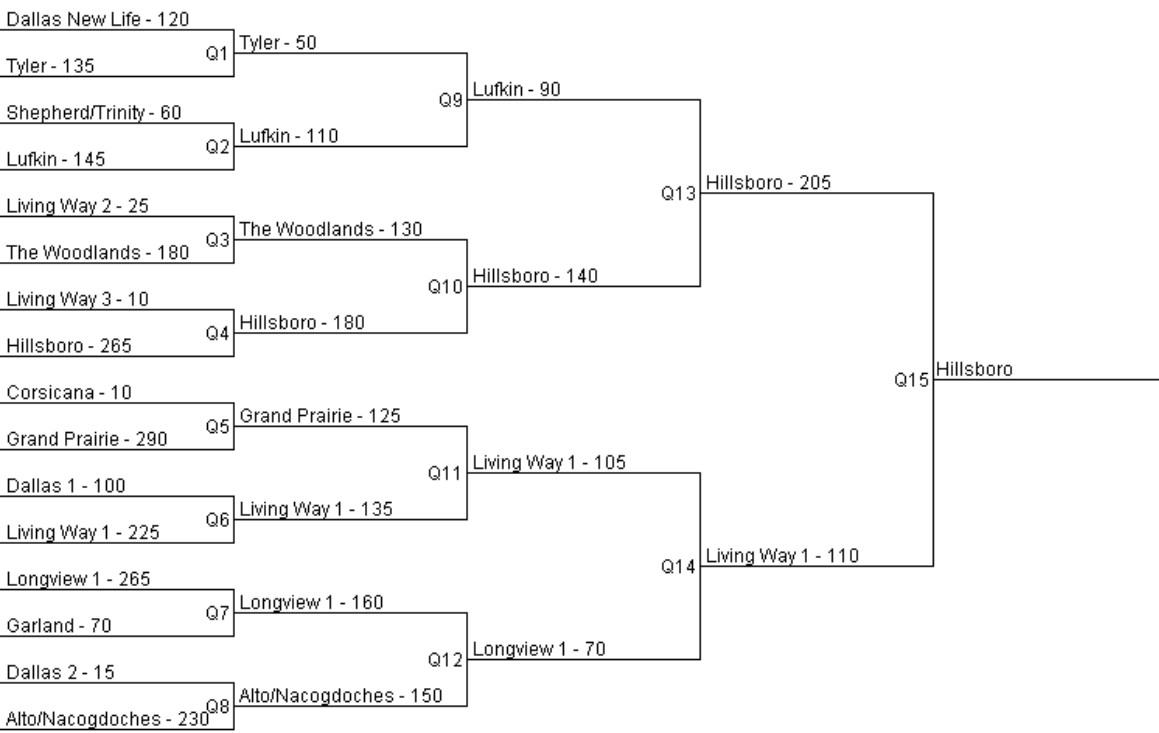 Dallas New Life - 120
Q1
Tyler - 50
Tyler - 135
Q9
Lufkin - 90
Shepherd/Trinity - 60
Q2
Lufkin - 110
Lufkin - 145
Q13
Hillsboro - 205
Living Way 2 - 25
Q3
The Woodlands - 130
The Woodlands - 180
Q10
Hillsboro - 140
Living Way 3 - 10
Q4
Hillsboro - 180
Hillsboro - 265
Q15
Hillsboro
Corsicana - 10
Q5
Grand Prairie - 125
Grand Prairie - 290
Q11
Living Way 1 - 105
Dallas 1 - 100
Q6
Living Way 1 - 135
Living Way 1 - 225
Q14
Living Way 1 - 110
Longview 1 - 265
Q7
Longview 1 - 160
Garland - 70
Q12
Longview 1 - 70
Dallas 2 - 15
Q8
Alto/Nacogdoches - 150
Alto/Nacogdoches - 230